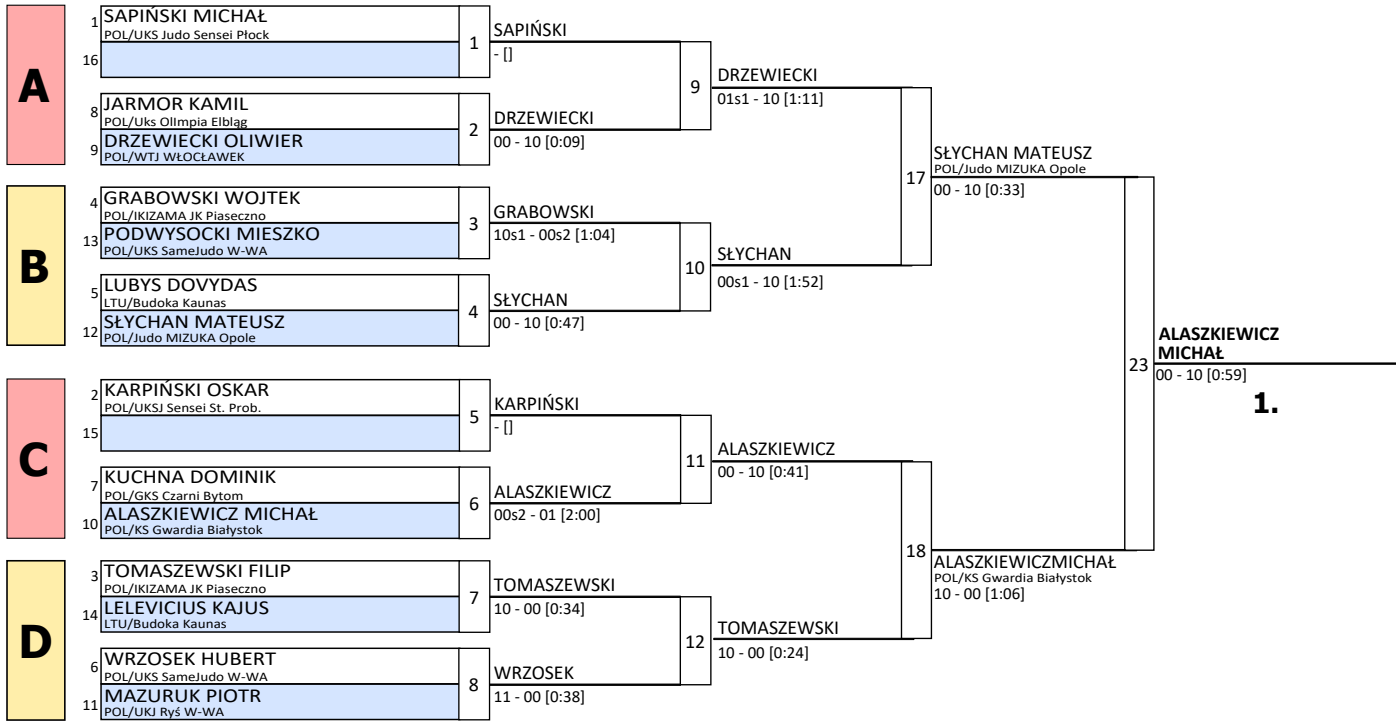 A
1 SAPIŃSKI MICHAŁ
POL/UKS Judo Sensei Płock
16
1
8 JARMOR KAMIL
POL/Uks OlImpia Elbląg
9 DRZEWIECKI OLIWIER
POL/WTJ WŁOCŁAWEK
2
B
4 GRABOWSKI WOJTEK
POL/IKIZAMA JK Piaseczno
13 PODWYSOCKI MIESZKO
POL/UKS SameJudo W-WA
3
5 LUBYS DOVYDAS
LTU/Budoka Kaunas
12 SŁYCHAN MATEUSZ
POL/Judo MIZUKA Opole
4
C
2 KARPIŃSKI OSKAR
POL/UKSJ Sensei St. Prob.
15
5
7 KUCHNA DOMINIK
POL/GKS Czarni Bytom
10 ALASZKIEWICZ MICHAŁ
POL/KS Gwardia Białystok
6
D
3 TOMASZEWSKI FILIP
POL/IKIZAMA JK Piaseczno
14 LELEVICIUS KAJUS
LTU/Budoka Kaunas
7
6 WRZOSEK HUBERT
POL/UKS SameJudo W-WA
11 MAZURUK PIOTR
POL/UKJ Ryś W-WA
8
SAPIŃSKI
- []
DRZEWIECKI
00 - 10 [0:09]
9
GRABOWSKI
10s1 - 00s2 [1:04]
SŁYCHAN
00 - 10 [0:47]
10
KARPIŃSKI
- []
ALASZKIEWICZ
00s2 - 01 [2:00]
11
TOMASZEWSKI
10 - 00 [0:34]
WRZOSEK
11 - 00 [0:38]
12
DRZEWIECKI
01s1 - 10 [1:11]
SŁYCHAN
00s1 - 10 [1:52]
17
ALASZKIEWICZ
00 - 10 [0:41]
TOMASZEWSKI
10 - 00 [0:24]
18
SŁYCHAN MATEUSZ
POL/Judo MIZUKA Opole
00 - 10 [0:33]
ALASZKIEWICZMICHAŁ
POL/KS Gwardia Białystok
10 - 00 [1:06]
23
ALASZKIEWICZ
MICHAŁ
00 - 10 [0:59]
1.